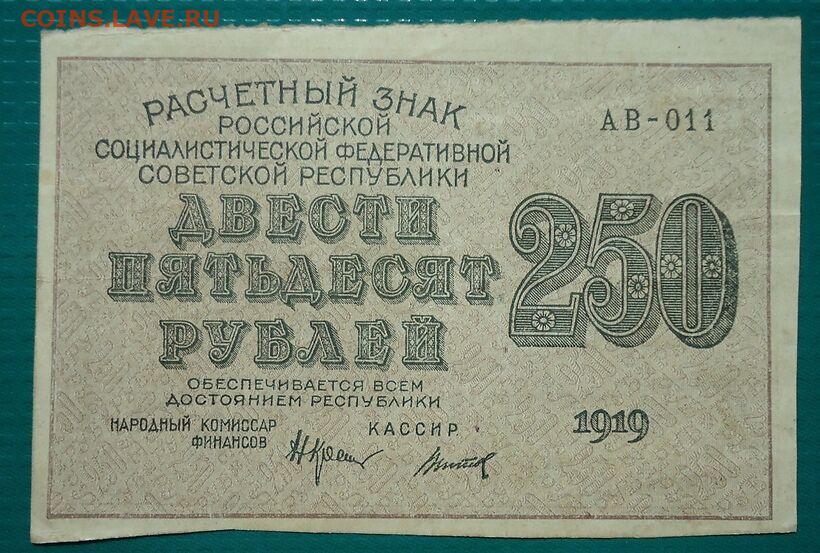 COINS.LAVE.RU
РАСЧЕТНЫЙ ЗНАК
РОССИЙСКОЙ
СОЦИАЛИСТИЧЕСКОЙ ФЕДЕРАТИВНОЙ
СОВЕТСКОЙ РЕСПУБЛИКИ
АВ-011
ДВЕСТИ
ПЯТЬДЕСЯТ
РУБЛЕЙ
250
ОБЕСПЕЧИВАЕТСЯ ВСЕМ
ДОСТОЯНИЕМ РЕСПУБЛИКИ
НАРОДНЫЙ КОМИССАР
ФИНАНСОВ
КАССИР.
1919